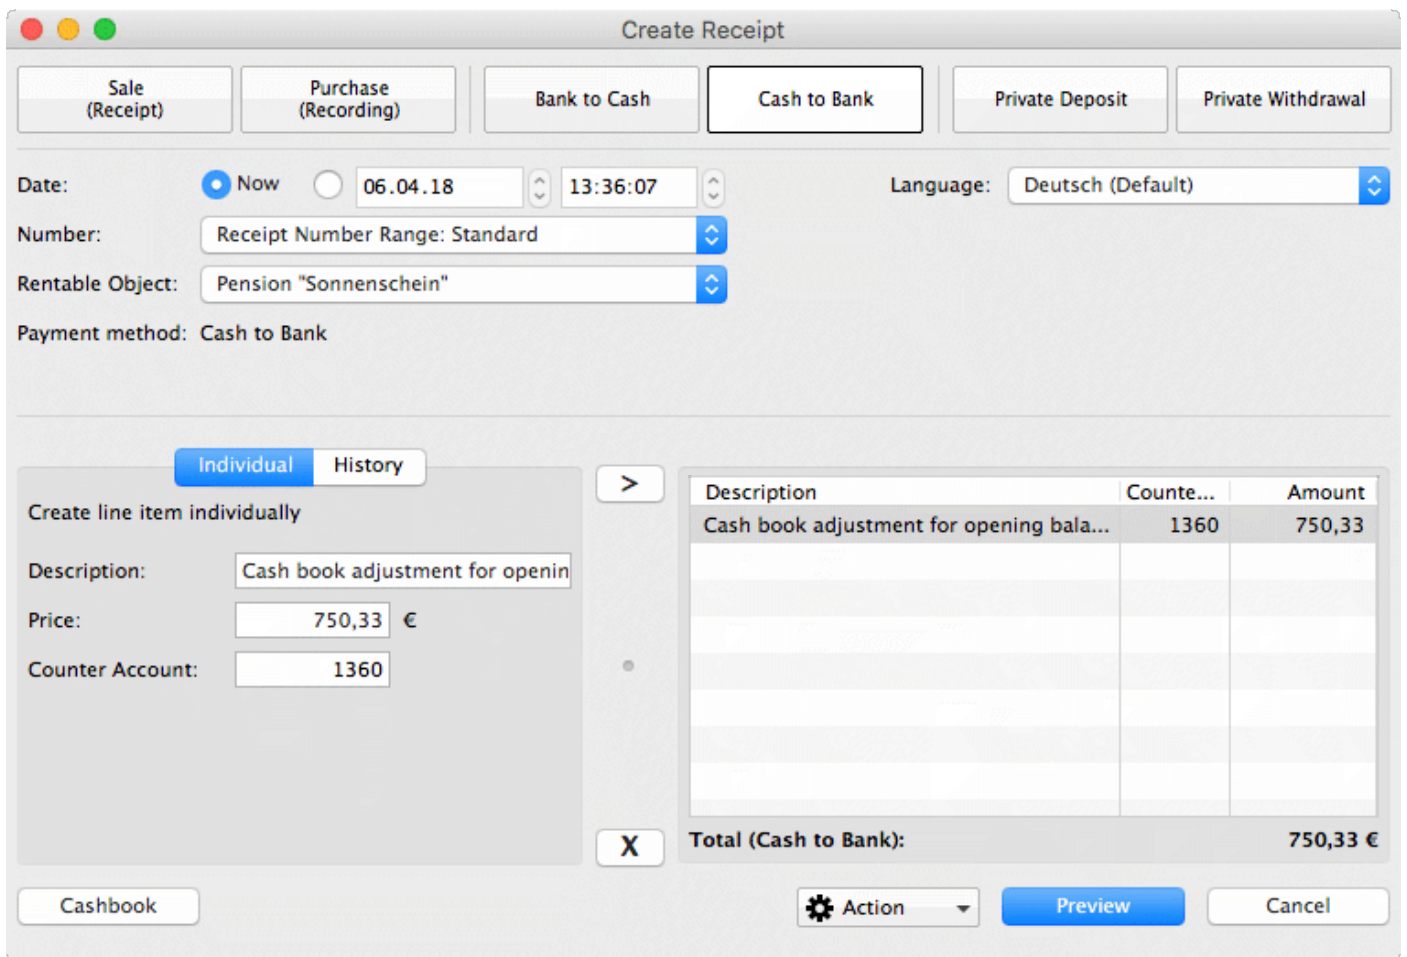 Create Receipt
Sale
(Receipt)
Purchase
(Recording)
Bank to Cash
Cash to Bank
Private Deposit
Private Withdrawal
Date:
Now
06.04.18
13:36:07
Language:
Deutsch (Default)
Number:
Receipt Number Range: Standard
Rentable Object:
Pension "Sonnenschein"
Payment method: Cash to Bank
Individual
History
>
Create line item individually
Description:
Cash book adjustment for openin
Price:
750,33 €
Counter Account:
1360
X
Description Counte... Amount
Cash book adjustment for opening bala... 1360 750,33
Total (Cash to Bank): 750,33 €
Cashbook
Action
Preview
Cancel